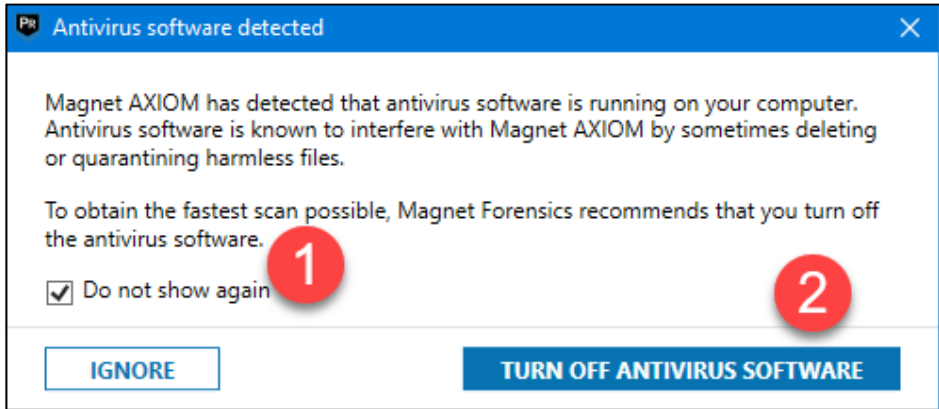 PR Antivirus software detected
Magnet AXIOM has detected that antivirus software is running on your computer.
Antivirus software is known to interfere with Magnet AXIOM by sometimes deleting
or quarantining harmless files.
To obtain the fastest scan possible, Magnet Forensics recommends that you turn off
the antivirus software.
1
Do not show again
2
IGNORE
TURN OFF ANTIVIRUS SOFTWARE